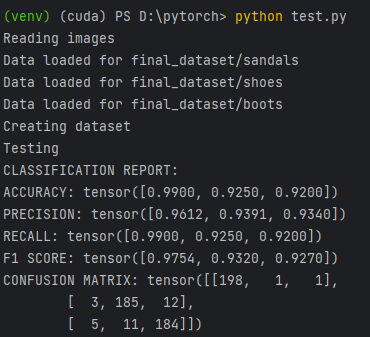 (venv) (cuda) PS D:\pytorch> python test.py
Reading images
Data loaded for final_dataset/sandals
Data loaded for final_dataset/shoes
Data loaded for final_dataset/boots
Creating dataset
Testing
CLASSIFICATION REPORT:
ACCURACY: tensor([0.9900, 0.9250, 0.9200])
PRECISION: tensor([0.9612, 0.9391, 0.9340])
RECALL: tensor([0.9900, 0.9250, 0.9200])
F1 SCORE: tensor([0.9754, 0.9320, 0.9270])
CONFUSION MATRIX: tensor([[198,   1,   1],
        [  3, 185,  12],
        [  5,  11, 184]])